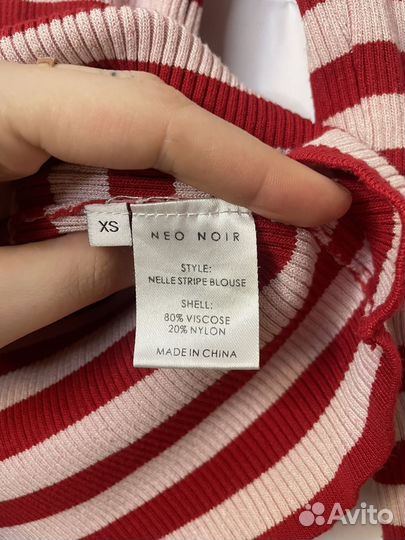 XS
NEO NOIR
STYLE:
NELLE STRIPE BLOUSE
SHELL:
80% VISCOSE
20% NYLON
MADE IN CHINA
Avito